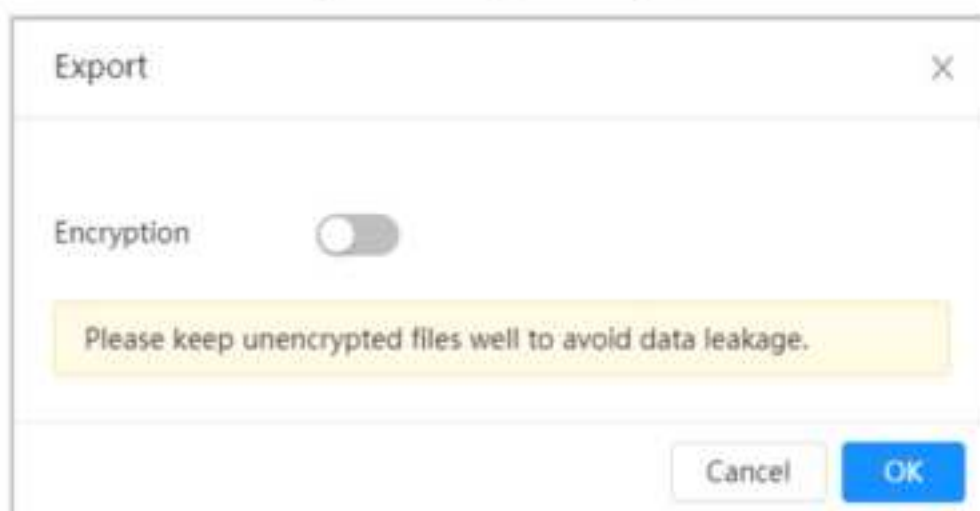 Export
Encryption
Please keep unencrypted files well to avoid data leakage.
Cancel
OK